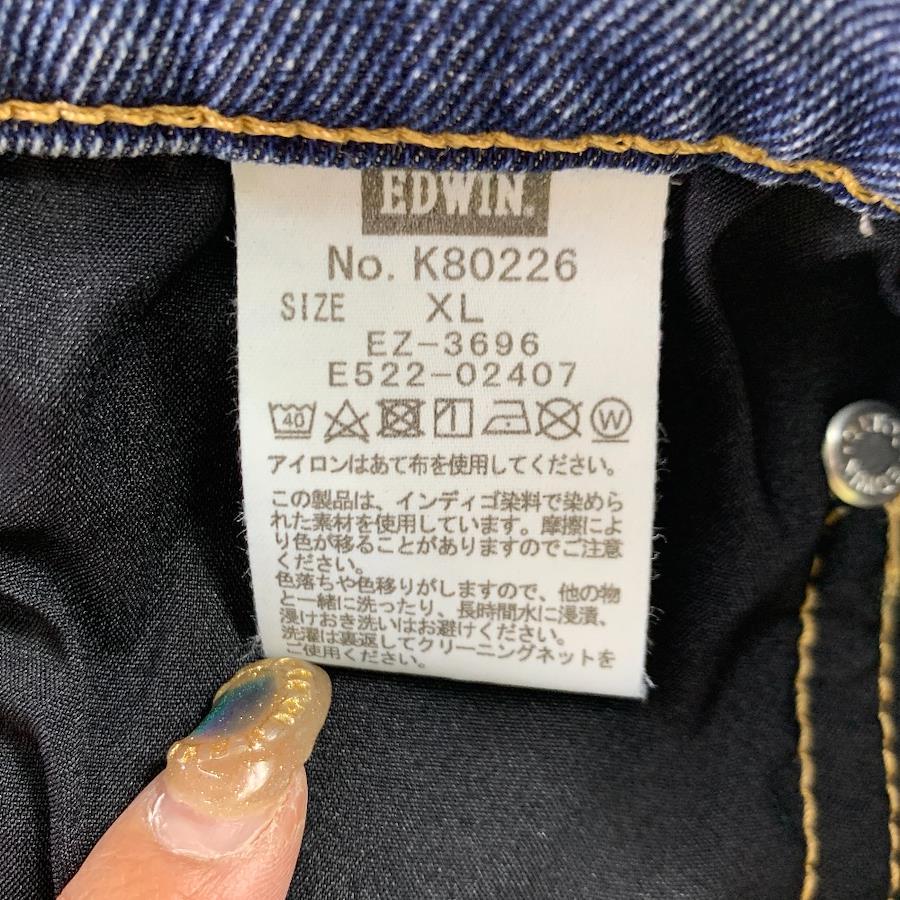 EDWIN.
No. K80226
SIZE XL
EZ-3696
E522-02407
40 W
アイロンはあて布を使用してください。
この製品は、インディゴ染料で染めら
れた素材を使用しています。摩擦によ
り色が移ることがありますのでご注意
ください。
色落ちや色移りがしますので、他の物
と一緒に洗ったり、長時間水に浸漬、
浸けおき洗いはお避けください。
洗濯は裏返してクリーニングネットを
ご使用ください。